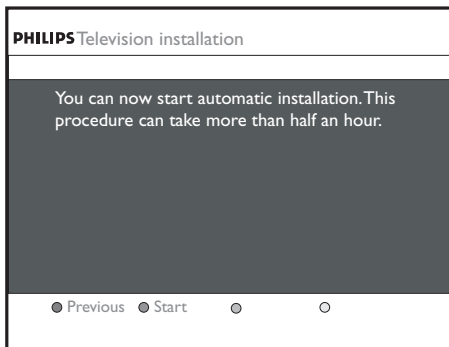 PHILIPS Television installation
You can now start automatic installation. This
procedure can take more than half an hour.
Previous Start